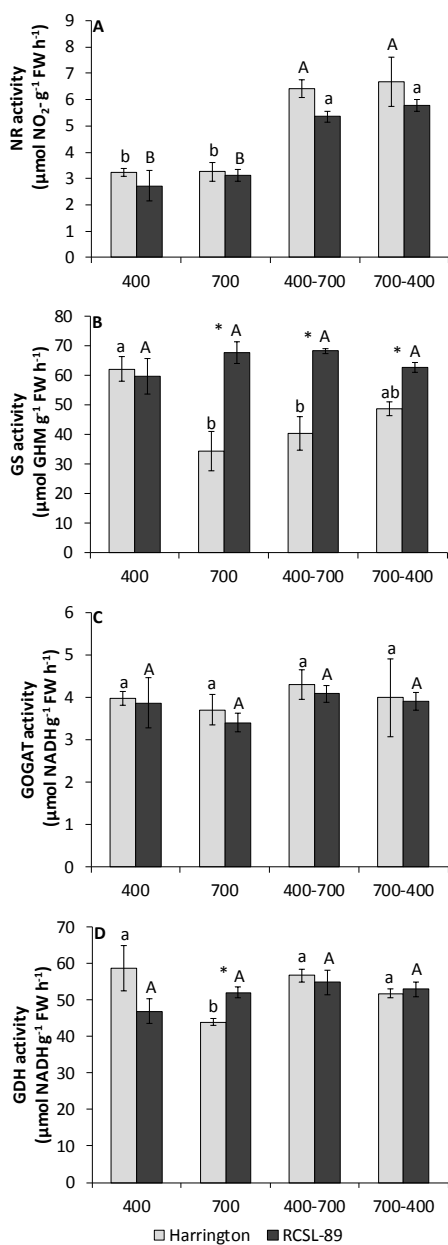 A
NR activity
(µmol NO₂- g⁻¹ FW h⁻¹)
9
8
7
6
5
4
3
2
1
0
b B b B A a A a
400 700 400-700 700-400
B
GS activity
(µmol GHM g⁻¹ FW h⁻¹)
80
70
60
50
40
30
20
10
0
a A b * A b * A ab * A
400 700 400-700 700-400
C
GOGAT activity
(µmol NADH g⁻¹ FW h⁻¹)
6
5
4
3
2
1
0
a A a A a A a A
400 700 400-700 700-400
D
GDH activity
(µmol NADH g⁻¹ FW h⁻¹)
70
60
50
40
30
20
10
0
a A b * A a A a A
400 700 400-700 700-400
Harrington RCSL-89